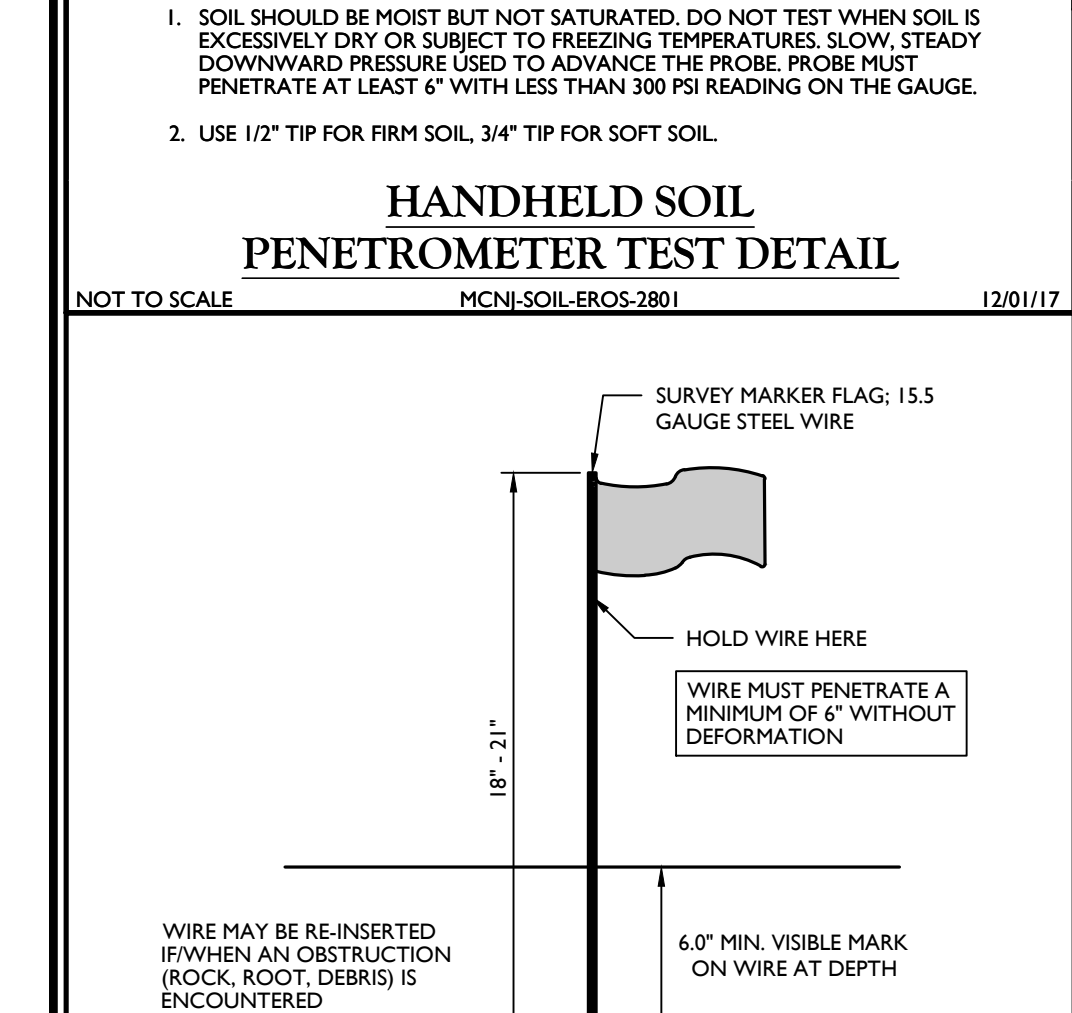 1. SOIL SHOULD BE MOIST BUT NOT SATURATED. DO NOT TEST WHEN SOIL IS
EXCESSIVELY DRY OR SUBJECT TO FREEZING TEMPERATURES. SLOW, STEADY
DOWNWARD PRESSURE USED TO ADVANCE THE PROBE. PROBE MUST
PENETRATE AT LEAST 6" WITH LESS THAN 300 PSI READING ON THE GAUGE.
2. USE 1/2" TIP FOR FIRM SOIL, 3/4" TIP FOR SOFT SOIL.
HANDHELD SOIL
PENETROMETER TEST DETAIL
NOT TO SCALE MCNJ-SOIL-EROS-2801 12/01/17
SURVEY MARKER FLAG; 15.5
GAUGE STEEL WIRE
HOLD WIRE HERE
WIRE MUST PENETRATE A
MINIMUM OF 6" WITHOUT
DEFORMATION
18" - 21"
WIRE MAY BE RE-INSERTED
IF/WHEN AN OBSTRUCTION
(ROCK, ROOT, DEBRIS) IS
ENCOUNTERED
6.0" MIN. VISIBLE MARK
ON WIRE AT DEPTH